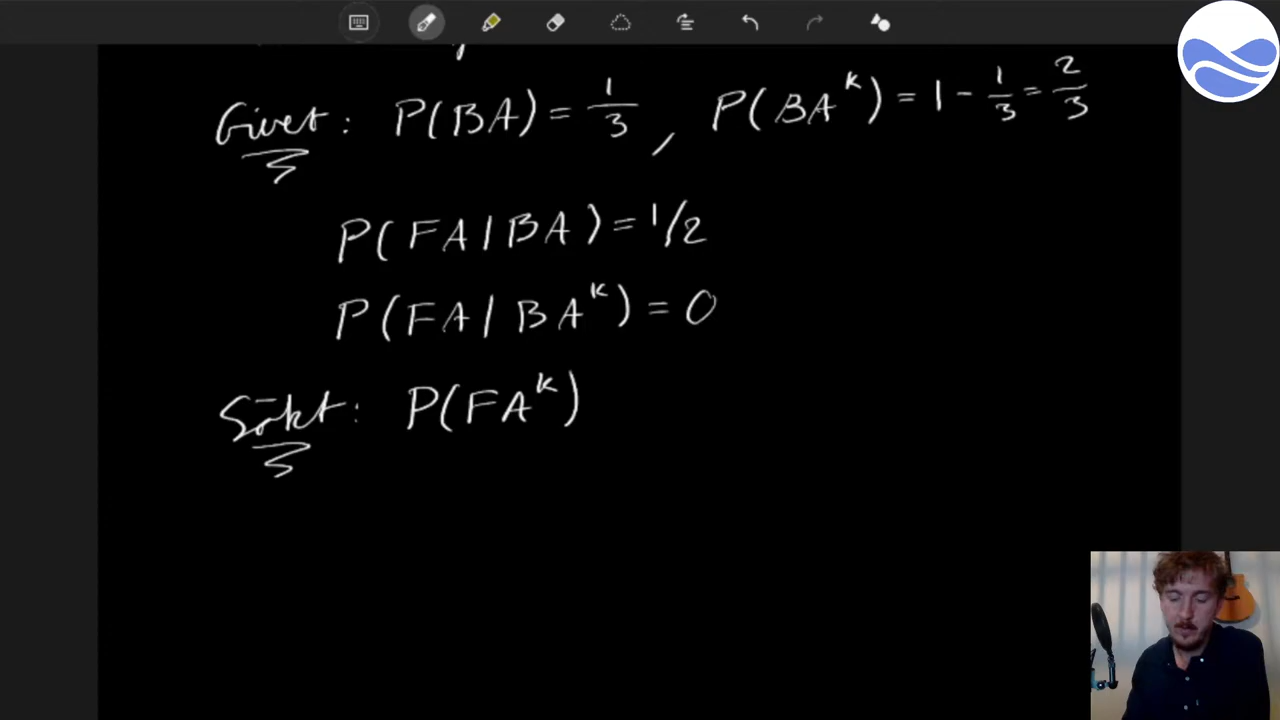 Givet: P(BA) = 1/3, P(BA^k) = 1 - 1/3 = 2/3
P(FA|BA) = 1/2
P(FA|BA^k) = 0
Sökt: P(FA^k)